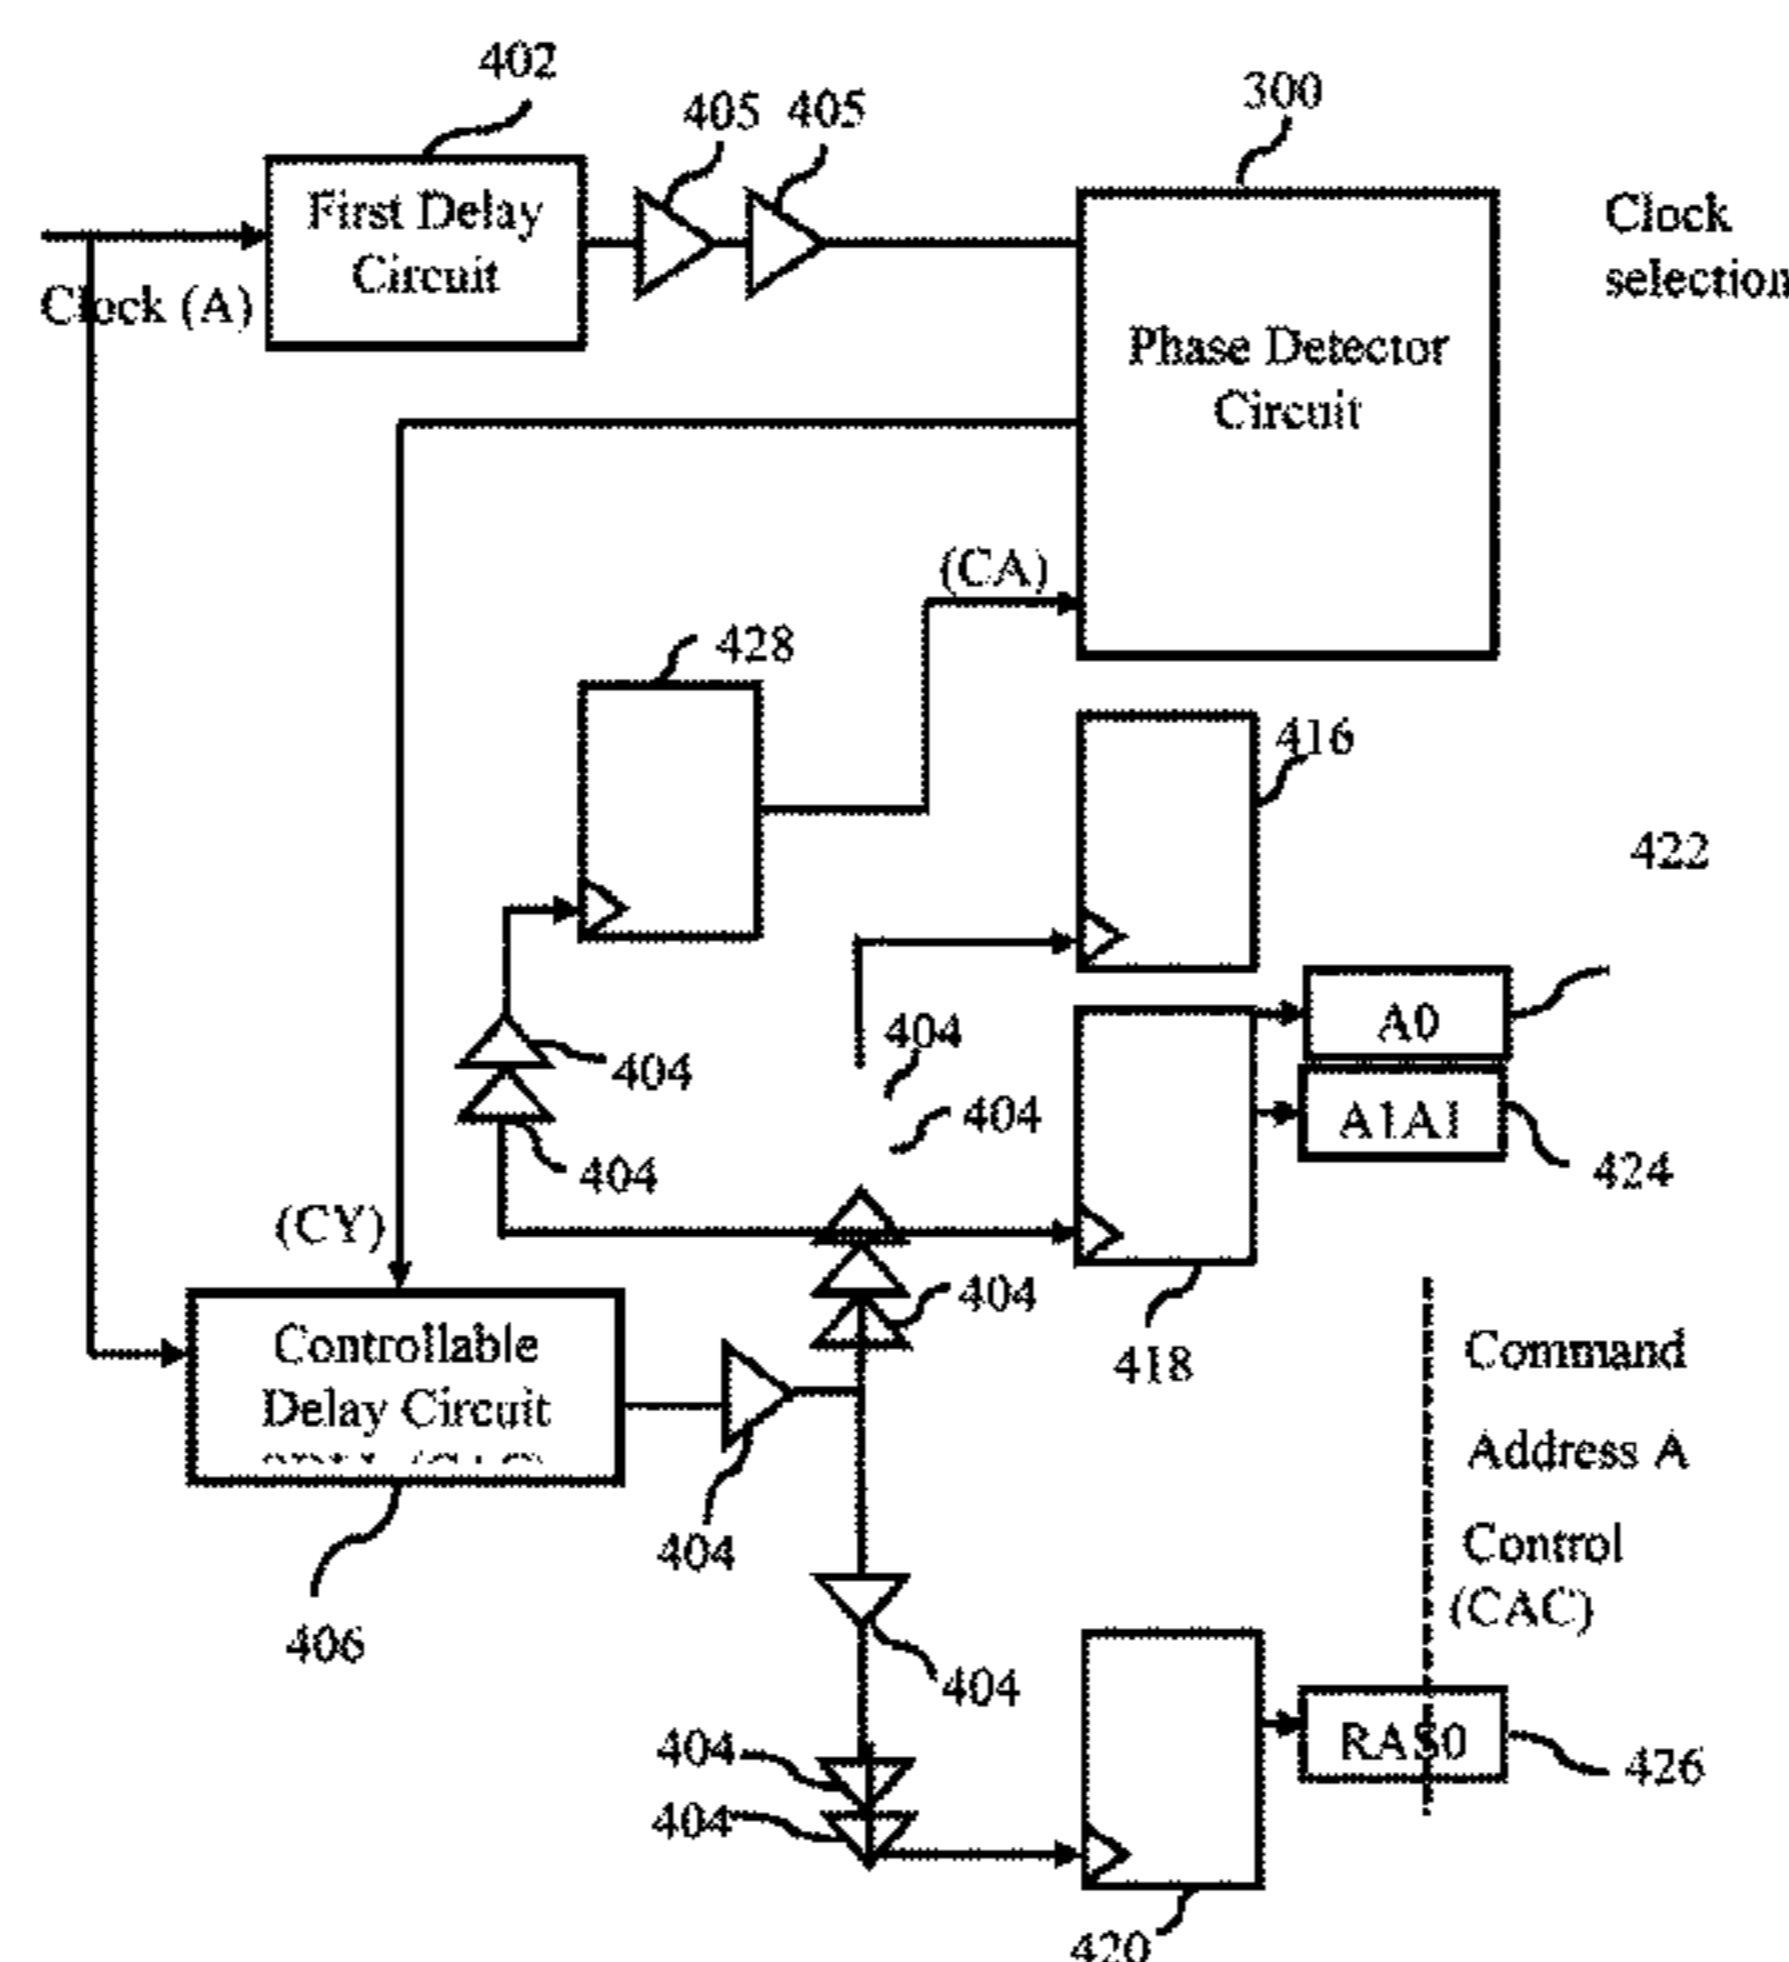 402
405 405
300
First Delay
Circuit
Clock (A)
Clock
selection
Phase Detector
Circuit
(CA)
428
416
422
A0
404
404
404
404
A1A1
424
(CY)
404
418
Controllable
Delay Circuit
Command
Address A
Control
(CAC)
404
406
404
404
404
RAS0
426
420